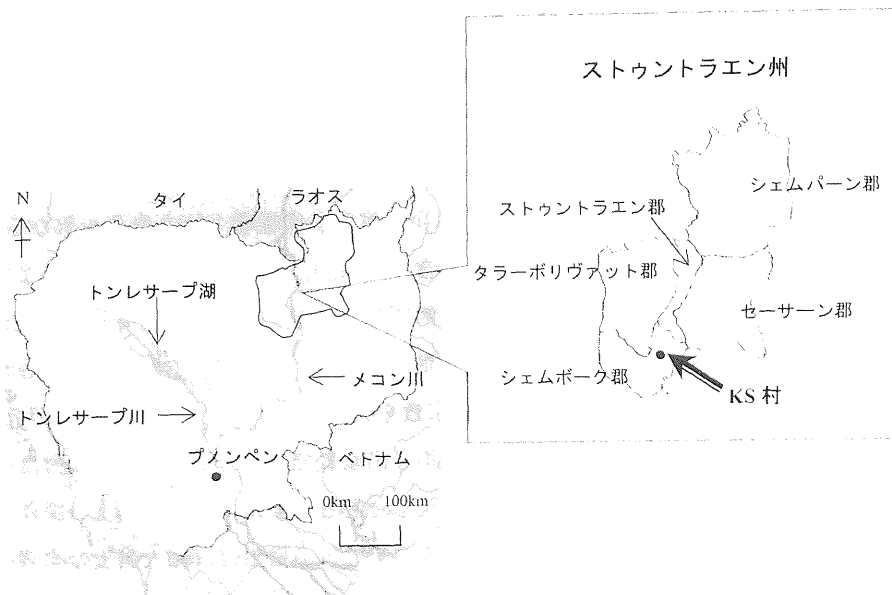 ストゥントラエン州
シェムパーン郡
ストゥントラエン郡
タラーボリヴァット郡
セーサーン郡
シェムボーク郡
KS 村
N
タイ
ラオス
トンレサープ湖
メコン川
トンレサープ川
プノンペン
ベトナム
0km 100km